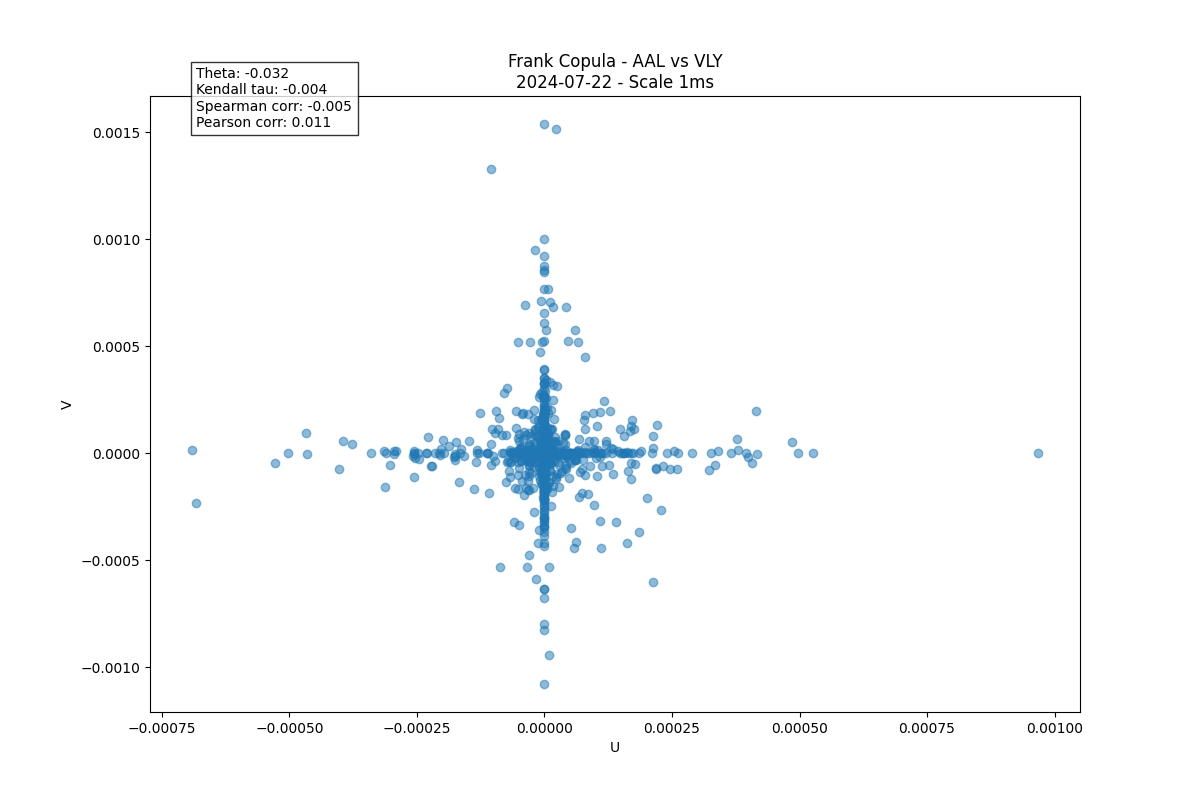 Frank Copula - AAL vs VLY
2024-07-22 - Scale 1ms
Theta: -0.032
Kendall tau: -0.004
Spearman corr: -0.005
Pearson corr: 0.011
0.0015
0.0010
0.0005
0.0000
−0.0005
−0.0010
V
−0.00075 −0.00050 −0.00025 0.00000 0.00025 0.00050 0.00075 0.00100
U